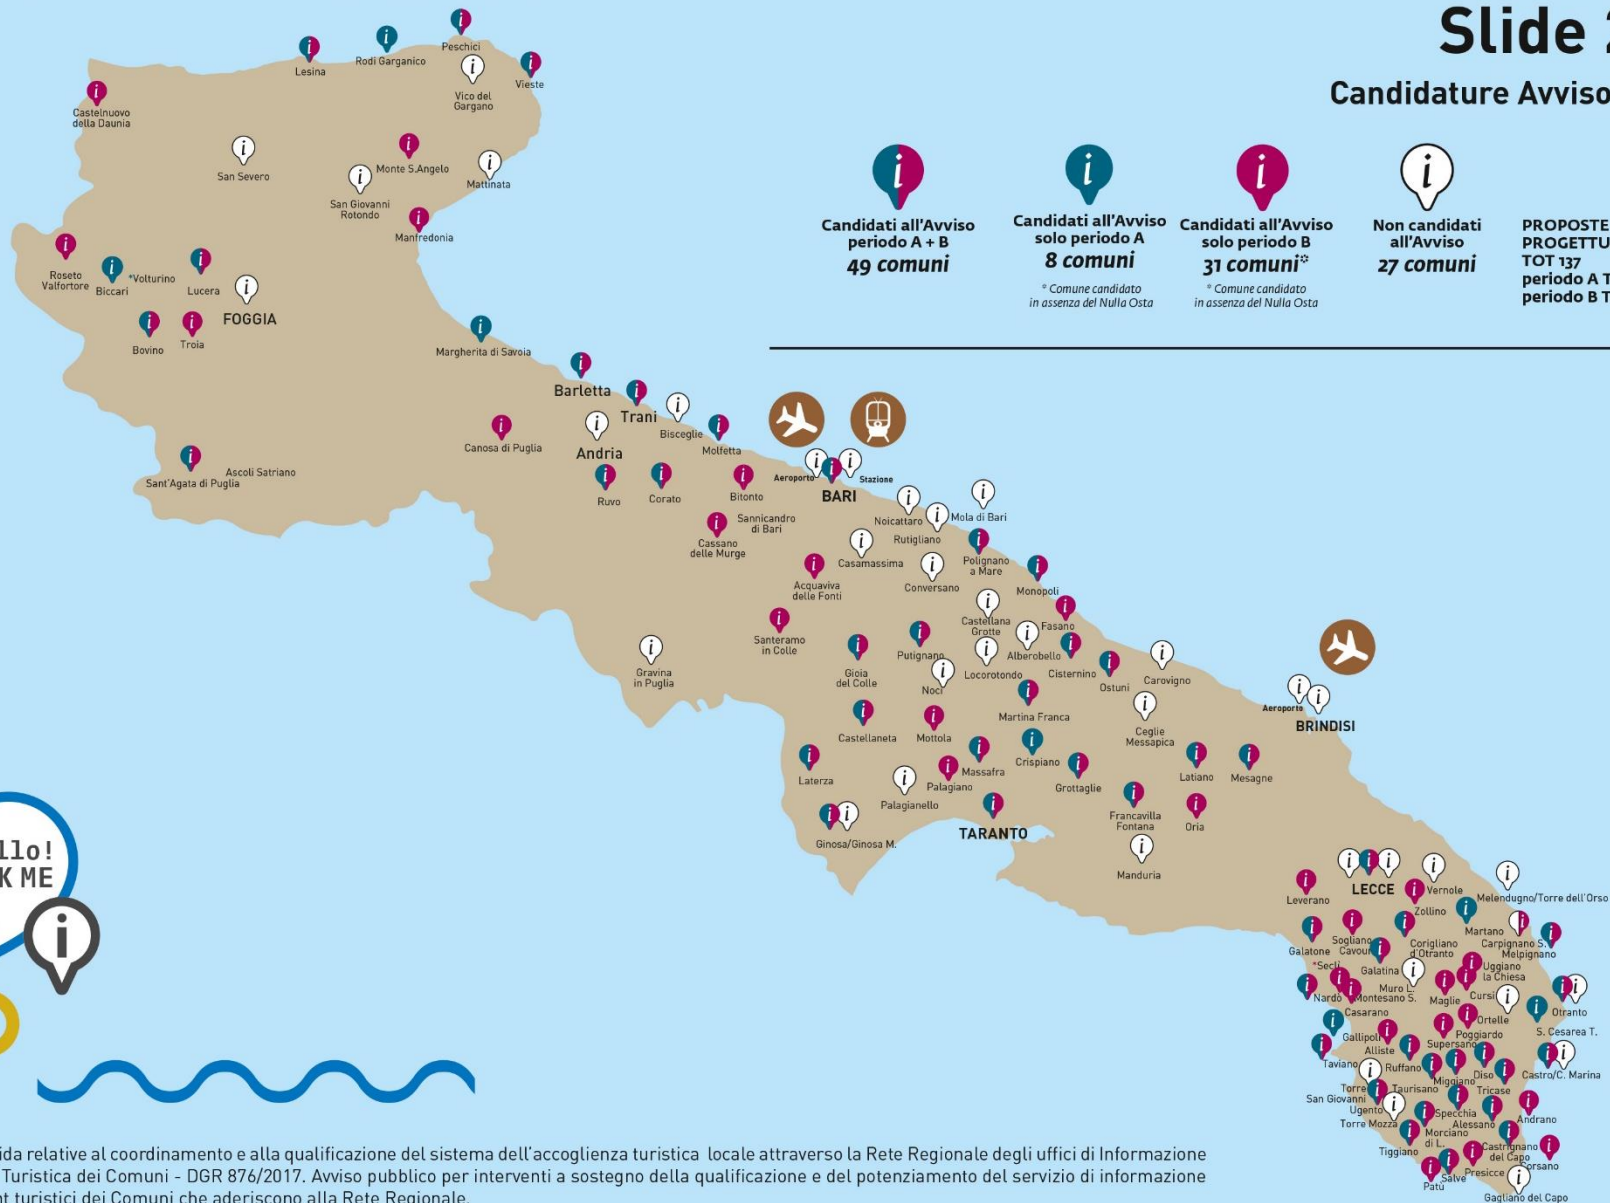 Slide
Candidature Avviso
Candidati all'Avviso
periodo A + B
49 comuni
Candidati all'Avviso
solo periodo A
8 comuni
* Comune candidato
in assenza del Nulla Osta
Candidati all'Avviso
solo periodo B
31 comuni*
* Comune candidato
in assenza del Nulla Osta
Non candidati
all'Avviso
27 comuni
PROPOSTE
PROGETTU
TOT 137
periodo A T
periodo B T
Lesina
Rodi Garganico
Peschici
Vico del
Gargano
Vieste
Castelnuovo
della Daunia
San Severo
Monte S.Angelo
San Giovanni
Rotondo
Mattinata
Manfredonia
Roseto
Valfortore
Biccari
*Volturino
Lucera
FOGGIA
Bovino
Troia
Margherita di Savoia
Barletta
Trani
Bisceglie
Andria
Molfetta
Canosa di Puglia
Sant'Agata di Puglia
Ascoli Satriano
Ruvo
Corato
Bitonto
Aeroporto
Stazione
BARI
Sannicandro
di Bari
Cassano
delle Murge
Noicattaro
Mola di Bari
Rutigliano
Casamassima
Polignano
a Mare
Acquaviva
delle Fonti
Conversano
Monopoli
Castellana
Grotte
Fasano
Santeramo
in Colle
Gioia
del Colle
Putignano
Alberobello
Locorotondo
Cisternino
Noci
Ostuni
Carovigno
Gravina
in Puglia
Martina Franca
Ceglie
Messapica
Aeroporto
BRINDISI
Castellaneta
Mottola
Crispiano
Massafra
Laterza
Palagiano
Grottaglie
Latiano
Mesagne
Palagianello
Francavilla
Fontana
Oria
TARANTO
Ginosa/Ginosa M.
Manduria
LECCE
Vernole
Leverano
Melendugno/Torre dell'Orso
Zollino
Martano
Sogliano
Cavour
Corigliano
d'Otranto
Carpignano S.
Melpignano
Galatone
*Seclì
Galatina
Uggiano
la Chiesa
Muro L.
Nardò
Montesano S.
Maglie
Cursi
Casarano
Otranto
Ortelle
S. Cesarea T.
Gallipoli
Poggiardo
Supersano
Alliste
Taviano
Ruffano
Diso
Castro/C. Marina
Miggiano
Torre
San Giovanni
Taurisano
Tricase
Ugento
Specchia
Andrano
Torre Mozza
Alessano
Morciano
di L.
Tiggiano
Castrignano
del Capo
Corsano
Presicce
Salve
Patù
Gagliano del Capo
llo!
K ME
ida relative al coordinamento e alla qualificazione del sistema dell'accoglienza turistica locale attraverso la Rete Regionale degli uffici di Informazione
Turistica dei Comuni - DGR 876/2017. Avviso pubblico per interventi a sostegno della qualificazione e del potenziamento del servizio di informazione
nt turistici dei Comuni che aderiscono alla Rete Regionale.